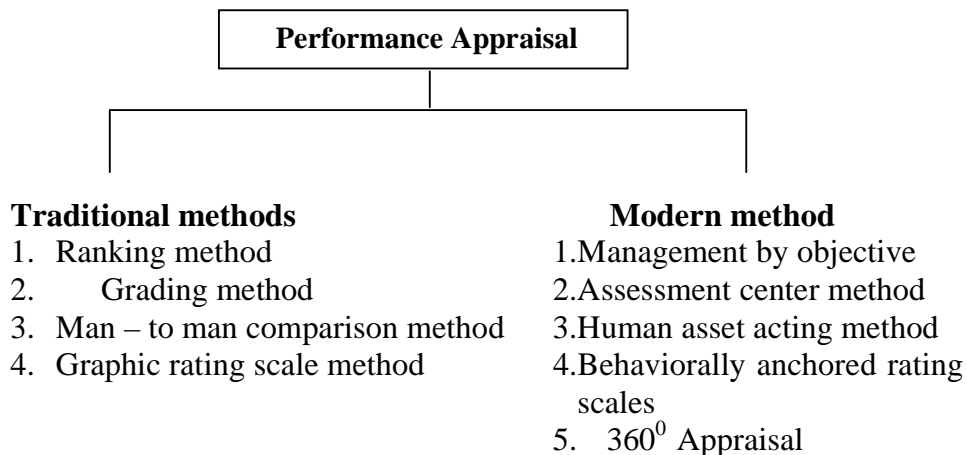 Performance Appraisal
Traditional methods
1. Ranking method
2. Grading method
3. Man – to man comparison method
4. Graphic rating scale method
Modern method
1.Management by objective
2.Assessment center method
3.Human asset acting method
4.Behaviorally anchored rating
scales
5. 360⁰ Appraisal